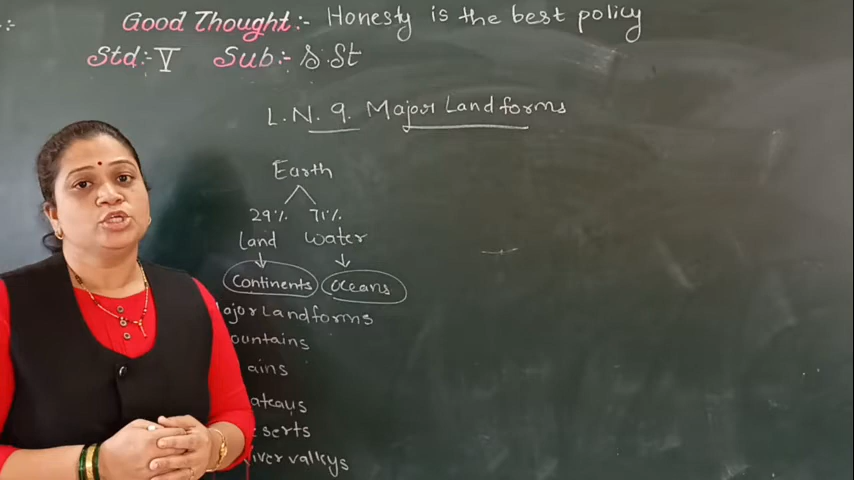 Good Thought:- Honesty is the best policy
Std:- V Sub:- S.St
L.N. 9. Major Landforms
Earth
29% 71%
Land Water
Continents Oceans
ajor Landforms
ountains
ains
ateaus
serts
iver valleys